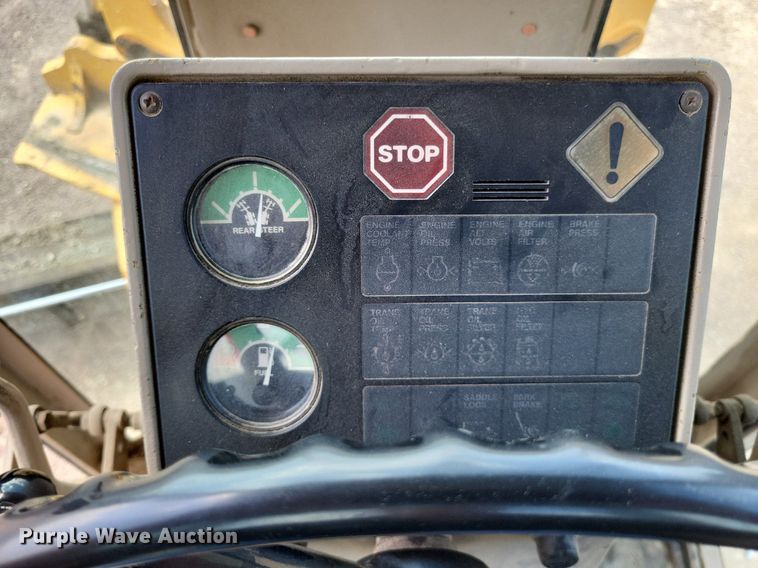 STOP
!
REAR STEER
ENGINE COOLANT TEMP
ENGINE OIL PRESS
ENGINE ALT VOLTS
ENGINE AIR FILTER
BRAKE PRESS
TRANS OIL TEMP
TRANS OIL PRESS
TRANS OIL FILTER
FUEL
SADDLE LOCK
PARK BRAKE
Purple Wave Auction®